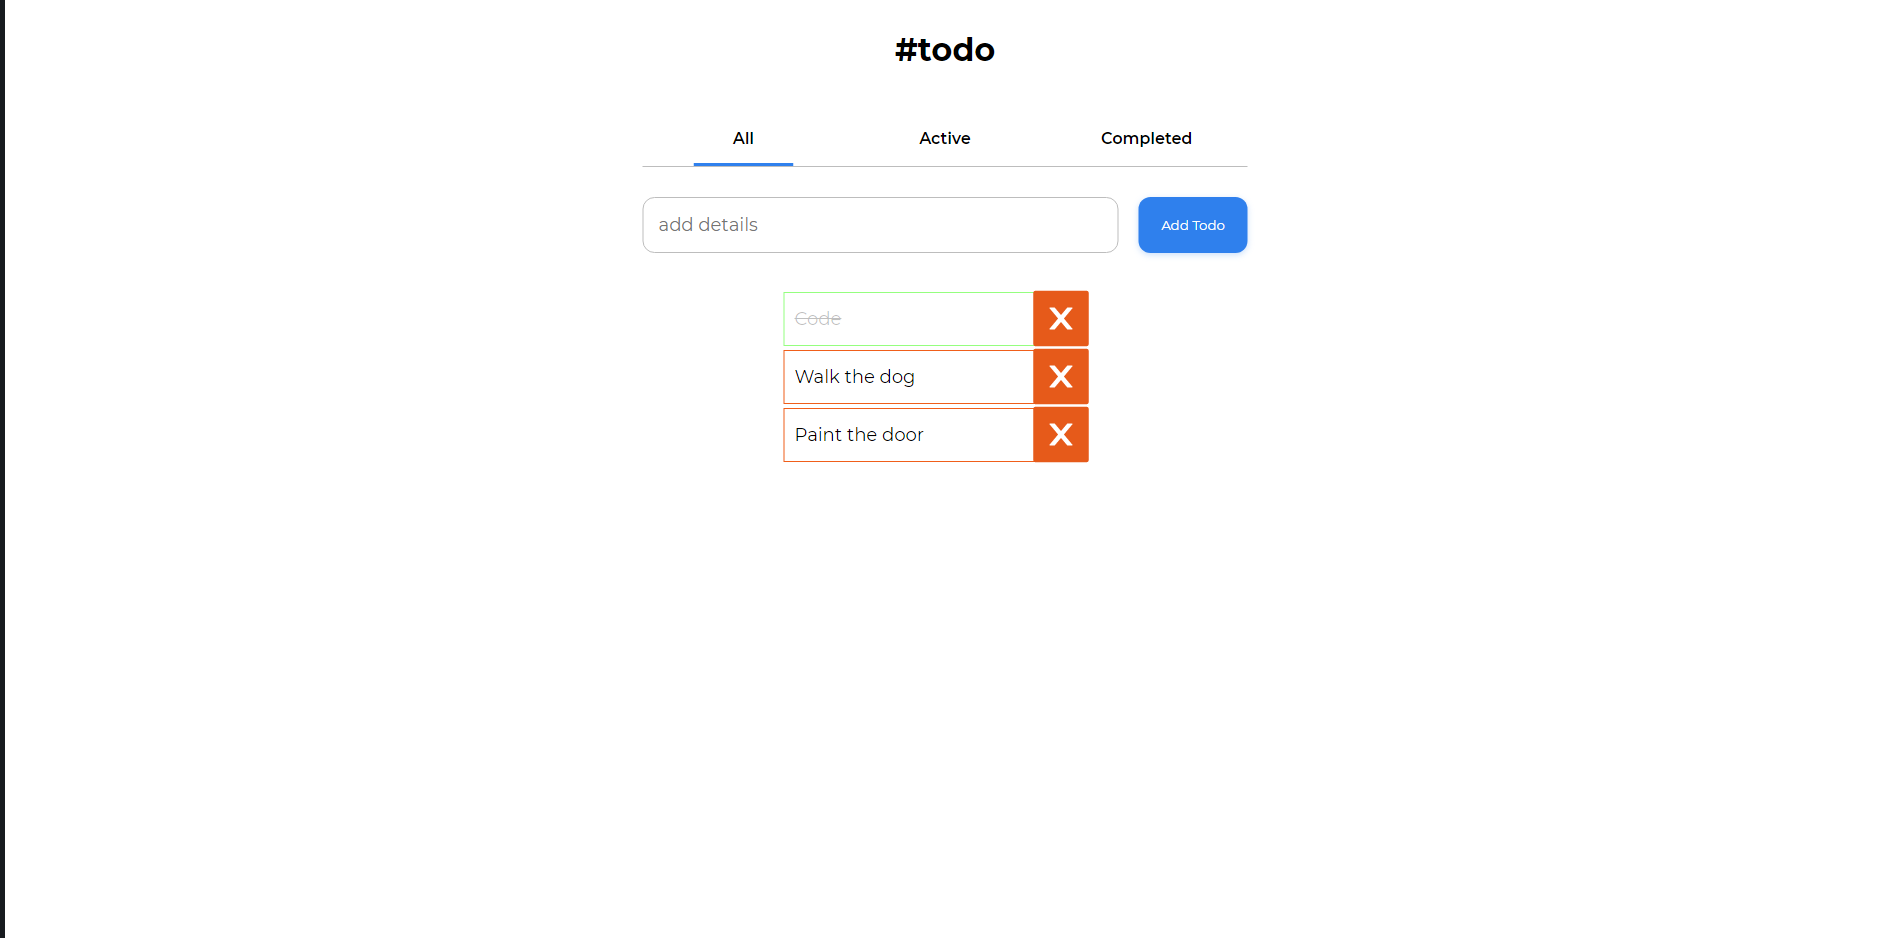 #todo
All Active Completed
add details Add Todo
Code X
Walk the dog X
Paint the door X